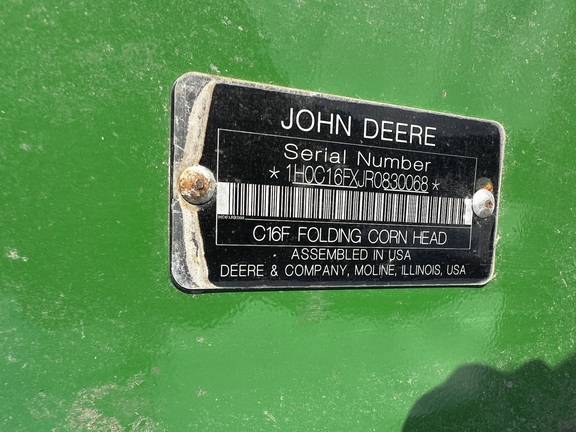 JOHN DEERE
Serial Number
* 1H0C16FXJR0830068 *
C16F FOLDING CORN HEAD
ASSEMBLED IN USA
DEERE & COMPANY, MOLINE, ILLINOIS, USA